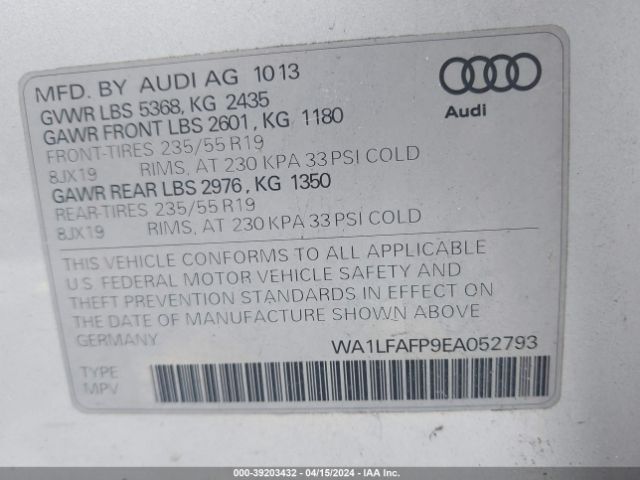 MFD. BY AUDI AG 1013
GVWR LBS 5368, KG 2435
GAWR FRONT LBS 2601, KG 1180
FRONT-TIRES 235/55 R19
8JX19 RIMS, AT 230 KPA 33 PSI COLD
GAWR REAR LBS 2976, KG 1350
REAR-TIRES 235/55 R19
8JX19 RIMS, AT 230 KPA 33 PSI COLD
Audi
THIS VEHICLE CONFORMS TO ALL APPLICABLE
U.S. FEDERAL MOTOR VEHICLE SAFETY AND
THEFT PREVENTION STANDARDS IN EFFECT ON
THE DATE OF MANUFACTURE SHOWN ABOVE
GERMANY
WA1LFAFP9EA052793
TYPE
MPV
000-39203432 - 04/15/2024 - IAA Inc.